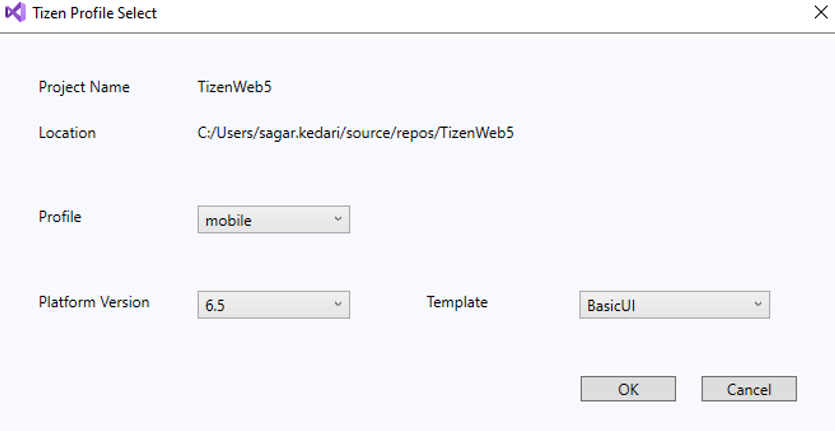 Tizen Profile Select
Project Name TizenWeb5
Location C:/Users/sagar.kedari/source/repos/TizenWeb5
Profile mobile
Platform Version 6.5 Template BasicUI
OK Cancel